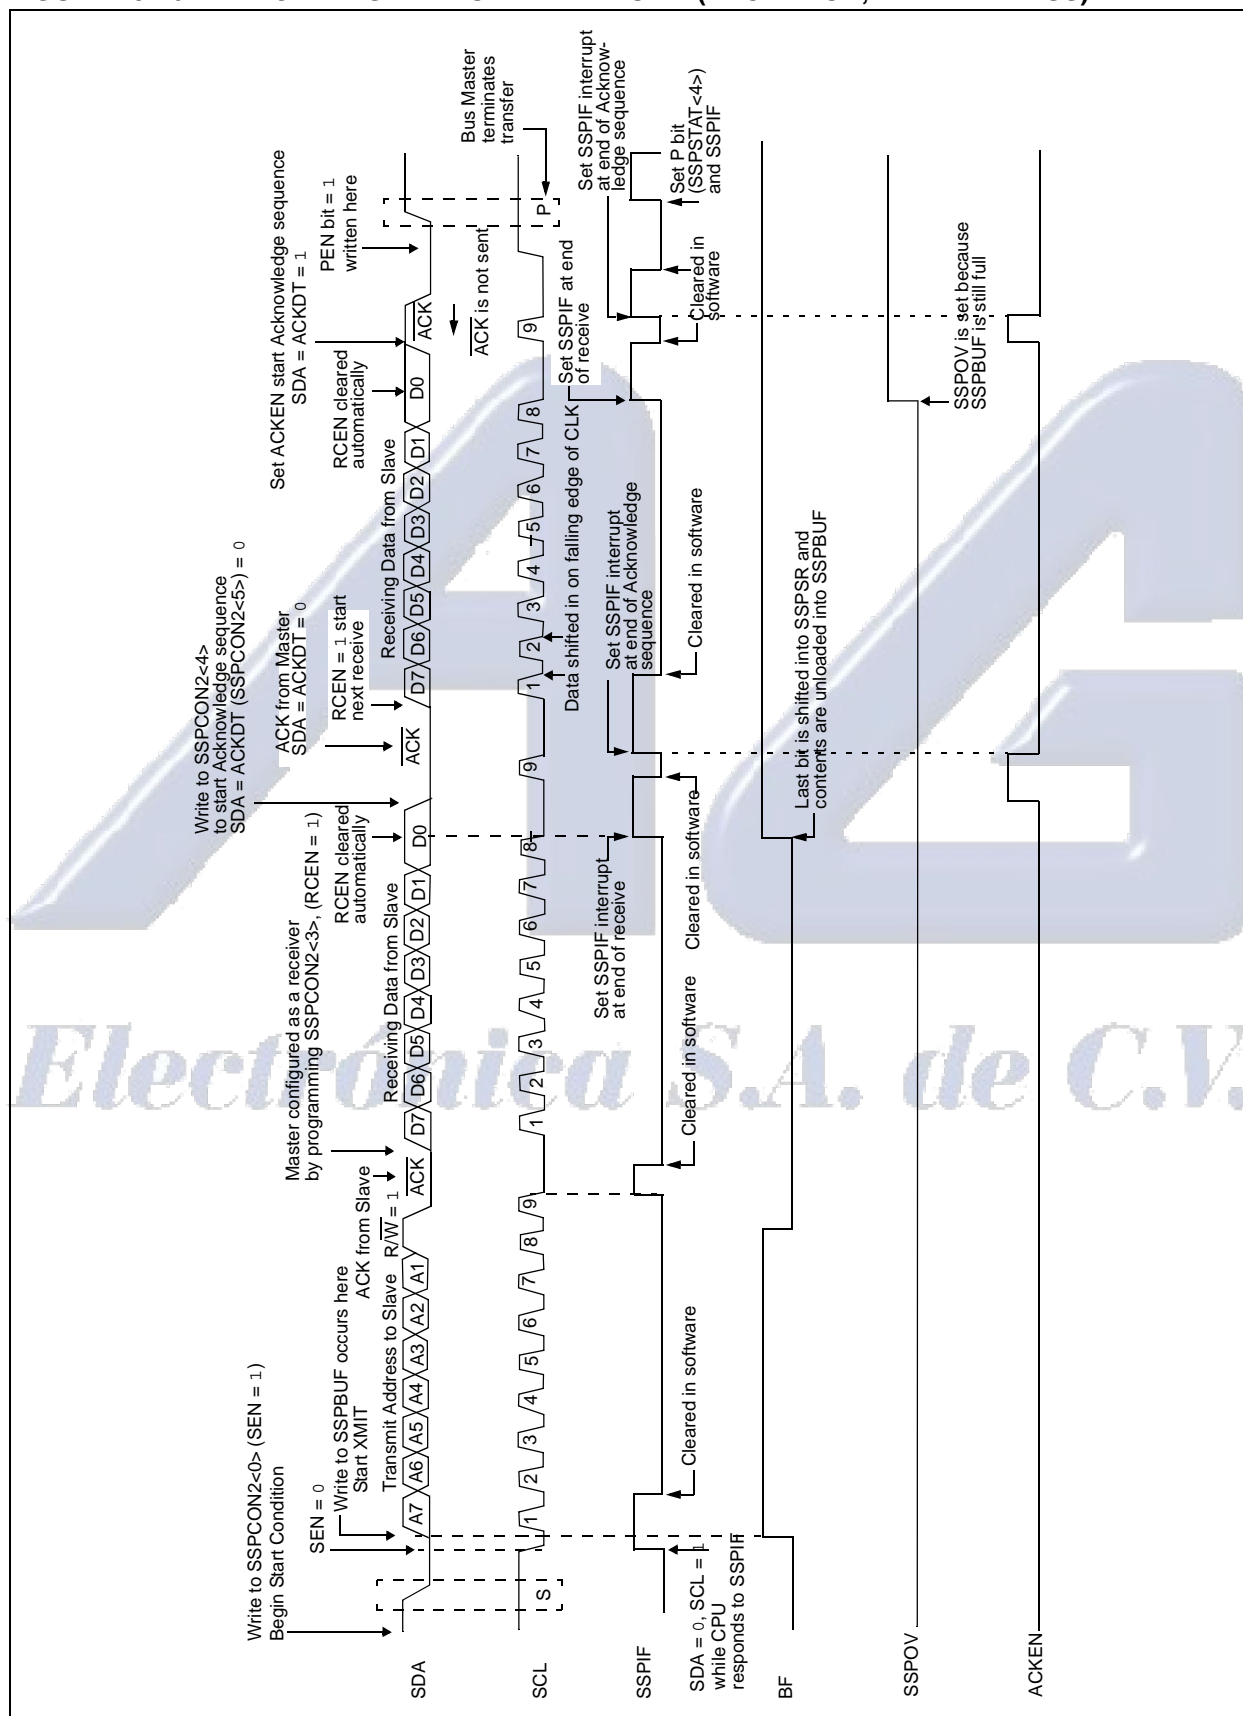 Write to SSPCON2<0> (SEN = 1)
Begin Start Condition
SEN = 0
Write to SSPBUF occurs here
Start XMIT
Transmit Address to Slave
R/W = 1
ACK from Slave
Master configured as a receiver
by programming SSPCON2<3>, (RCEN = 1)
Receiving Data from Slave
RCEN cleared
automatically
Write to SSPCON2<4>
to start Acknowledge sequence
SDA = ACKDT (SSPCON2<5>) = 0
ACK from Master
SDA = ACKDT = 0
RCEN = 1 start
next receive
Receiving Data from Slave
RCEN cleared
automatically
Set ACKEN start Acknowledge sequence
SDA = ACKDT = 1
PEN bit = 1
written here
SDA
A7 A6 A5 A4 A3 A2 A1
ACK
D7 D6 D5 D4 D3 D2 D1 D0
ACK
D7 D6 D5 D4 D3 D2 D1 D0
ACK
ACK is not sent
Bus Master
terminates
transfer
SCL
S
1 2 3 4 5 6 7 8 9
1 2 3 4 5 6 7 8
9
1 2 3 4 5 6 7 8
9
P
Data shifted in on falling edge of CLK
Set SSPIF at end
of receive
Set SSPIF interrupt
at end of receive
Set SSPIF interrupt
at end of Acknowledge
sequence
Set SSPIF interrupt
at end of Acknow-
ledge sequence
SSPIF
SDA = 0, SCL = 1
while CPU
responds to SSPIF
Cleared in software
Cleared in software
Cleared in software
Cleared in software
Cleared in
software
Set P bit
(SSPSTAT<4>)
and SSPIF
BF
Last bit is shifted into SSPSR and
contents are unloaded into SSPBUF
SSPOV
SSPOV is set because
SSPBUF is still full
ACKEN
Electrónica S.A. de C.V.